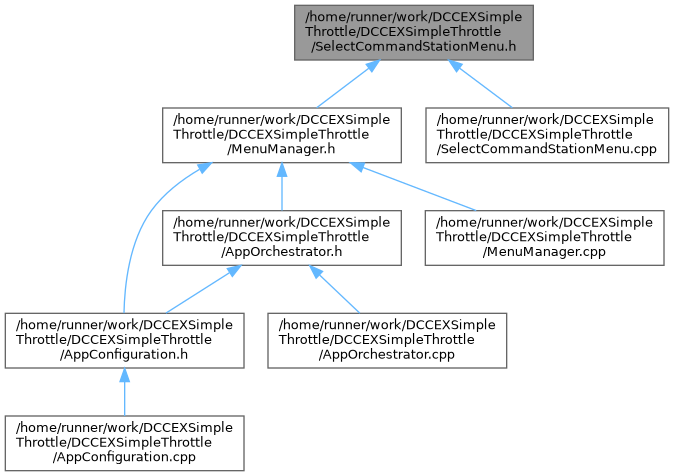 /home/runner/work/DCCEXSimple
Throttle/DCCEXSimpleThrottle
/SelectCommandStationMenu.h
/home/runner/work/DCCEXSimple
Throttle/DCCEXSimpleThrottle
/MenuManager.h
/home/runner/work/DCCEXSimple
Throttle/DCCEXSimpleThrottle
/SelectCommandStationMenu.cpp
/home/runner/work/DCCEXSimple
Throttle/DCCEXSimpleThrottle
/AppOrchestrator.h
/home/runner/work/DCCEXSimple
Throttle/DCCEXSimpleThrottle
/MenuManager.cpp
/home/runner/work/DCCEXSimple
Throttle/DCCEXSimpleThrottle
/AppConfiguration.h
/home/runner/work/DCCEXSimple
Throttle/DCCEXSimpleThrottle
/AppOrchestrator.cpp
/home/runner/work/DCCEXSimple
Throttle/DCCEXSimpleThrottle
/AppConfiguration.cpp